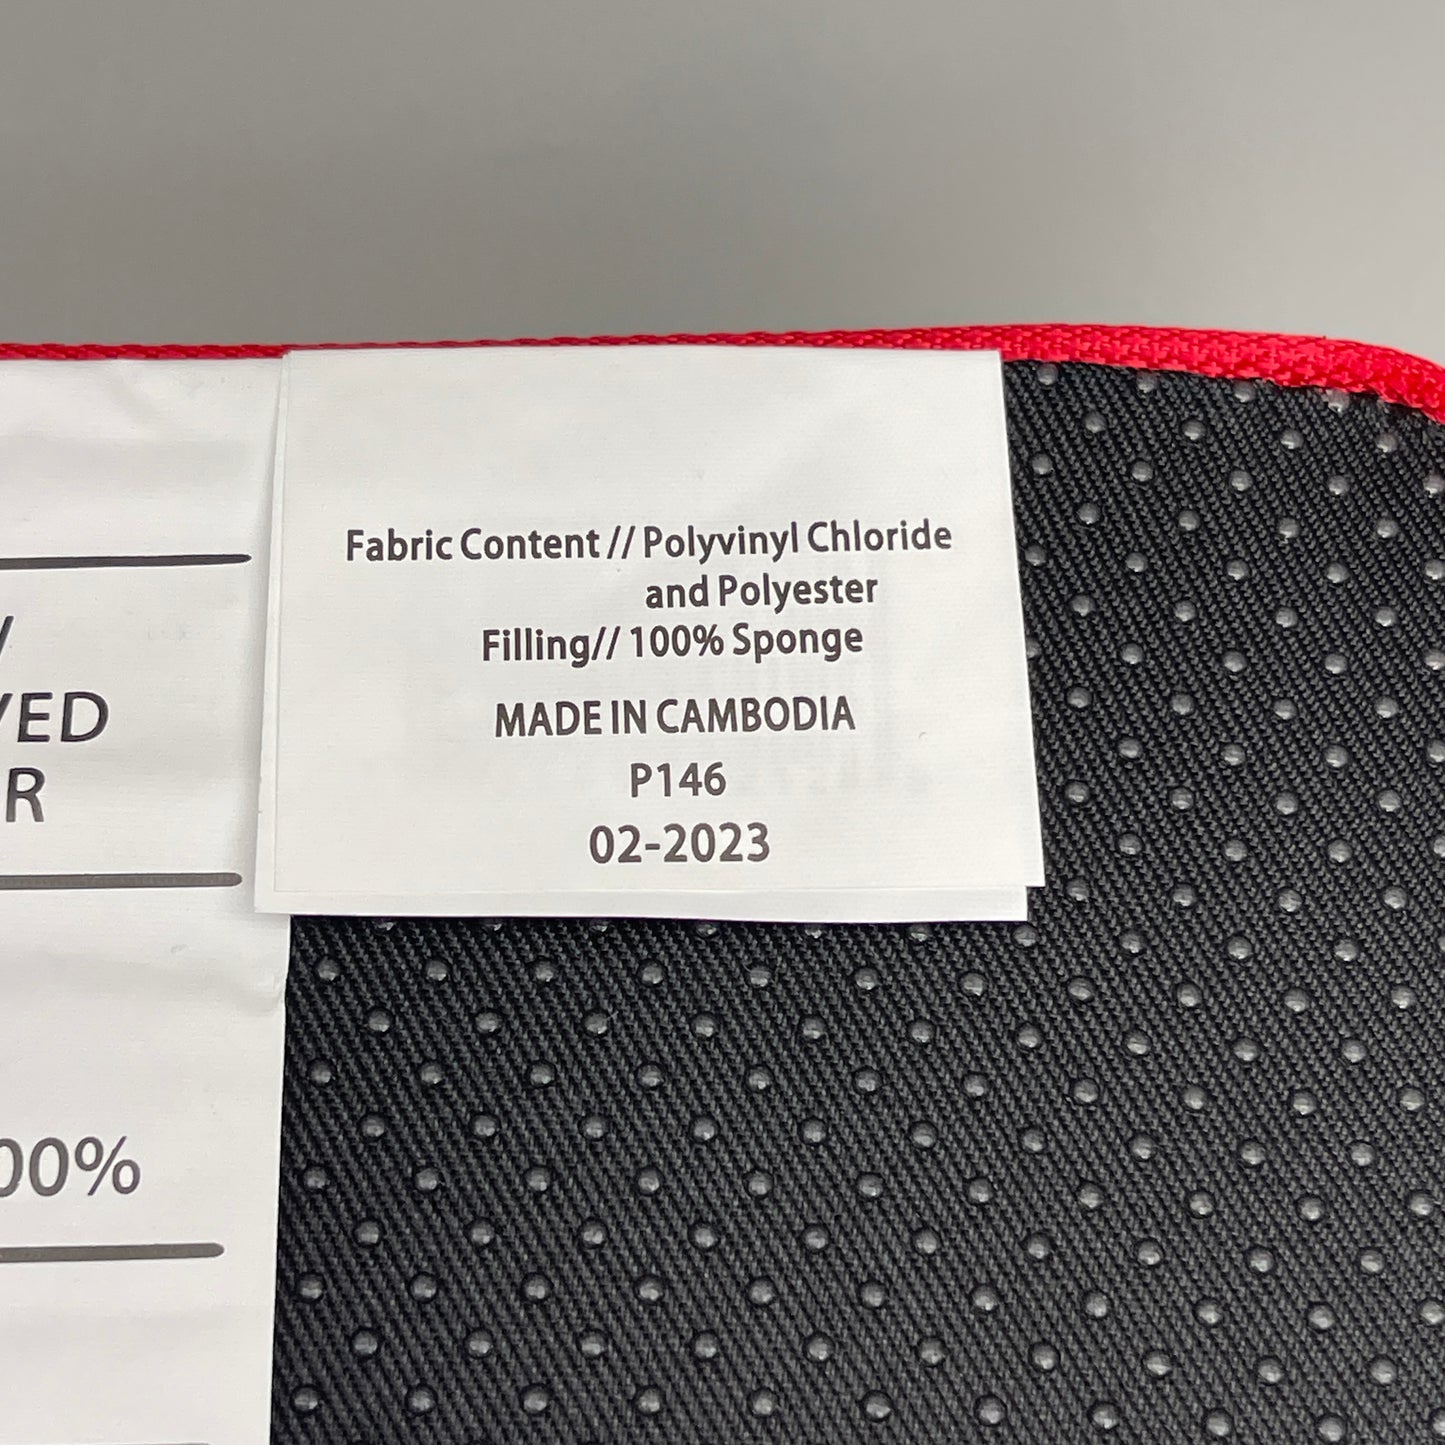 Fabric Content // Polyvinyl Chloride
and Polyester
Filling// 100% Sponge
MADE IN CAMBODIA
P146
02-2023
/
VED
R
00%